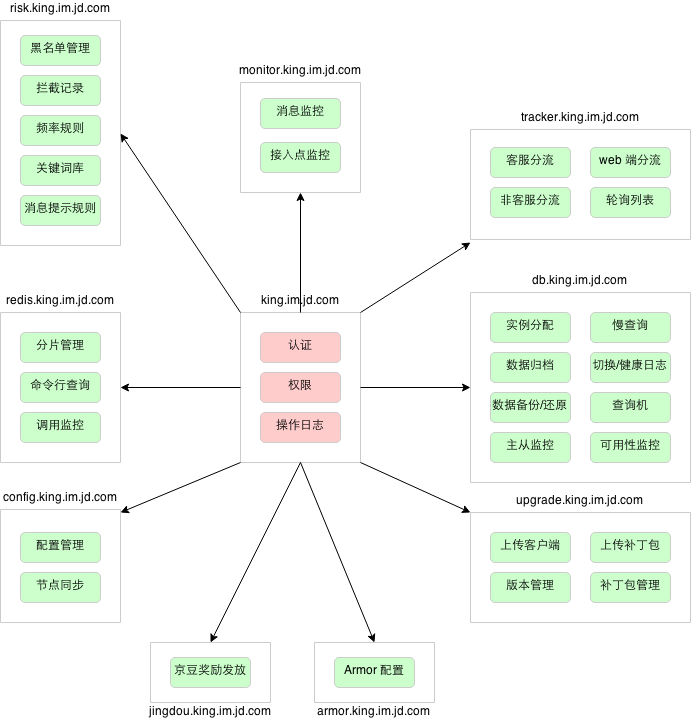 risk.king.im.jd.com
黑名单管理
拦截记录
频率规则
关键词库
消息提示规则
monitor.king.im.jd.com
消息监控
接入点监控
tracker.king.im.jd.com
客服分流
web 端分流
非客服分流
轮询列表
redis.king.im.jd.com
分片管理
命令行查询
调用监控
king.im.jd.com
认证
权限
操作日志
db.king.im.jd.com
实例分配
慢查询
数据归档
切换/健康日志
数据备份/还原
查询机
主从监控
可用性监控
config.king.im.jd.com
配置管理
节点同步
upgrade.king.im.jd.com
上传客户端
上传补丁包
版本管理
补丁包管理
京豆奖励发放
jingdou.king.im.jd.com
Armor 配置
armor.king.im.jd.com